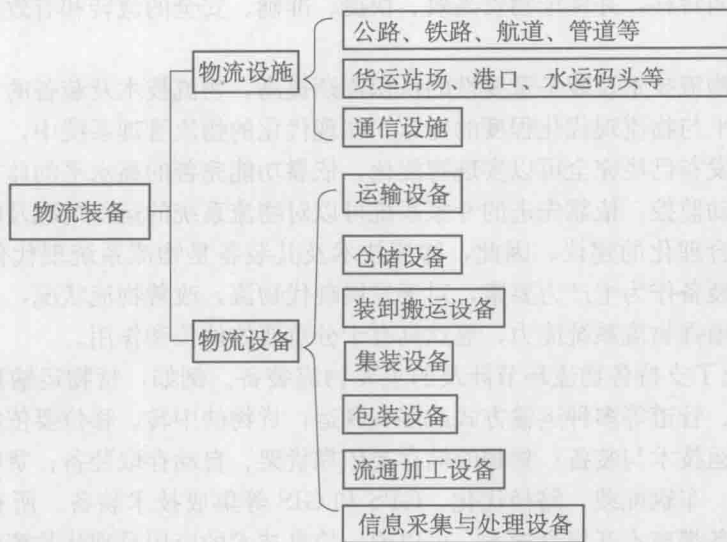 公路、铁路、航道、管道等
物流设施
货运站场、港口、水运码头等
通信设施
物流装备
运输设备
仓储设备
装卸搬运设备
物流设备
集装设备
包装设备
流通加工设备
信息采集与处理设备